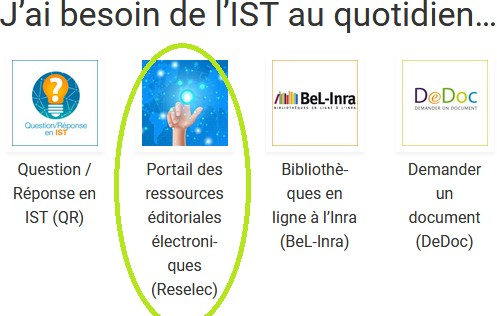 J’ai besoin de l’IST au quotidien…
Question/Réponse
en IST
BeL-Inra
BIBLIOTHÈQUES EN LIGNE À L'INRA
DeDoc
DEMANDER UN DOCUMENT
Question /
Réponse en
IST (QR)
Portail des
ressources
éditoriales
électroni-
ques
(Reselec)
Bibliothè-
ques en
ligne à l’Inra
(BeL-Inra)
Demander
un
document
(DeDoc)